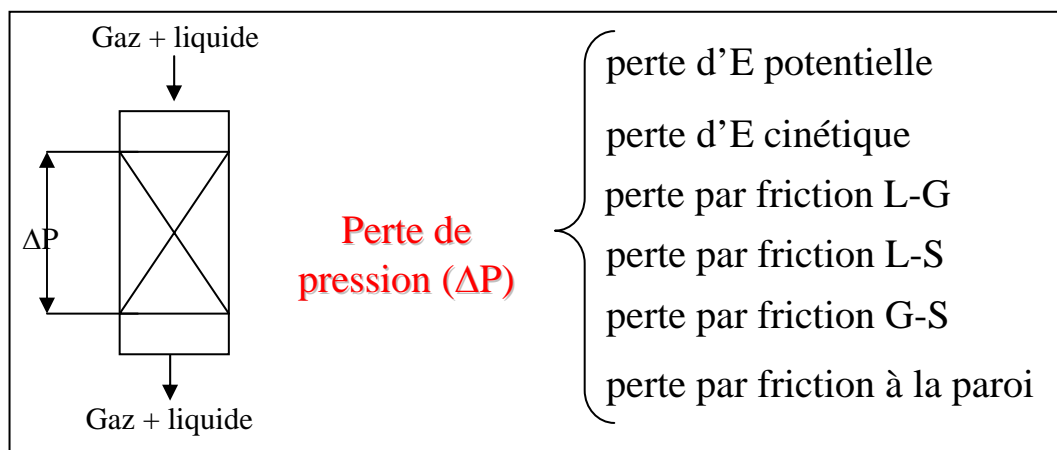 Gaz + liquide
ΔP
Gaz + liquide
Perte de
pression (ΔP)
perte d’E potentielle
perte d’E cinétique
perte par friction L-G
perte par friction L-S
perte par friction G-S
perte par friction à la paroi